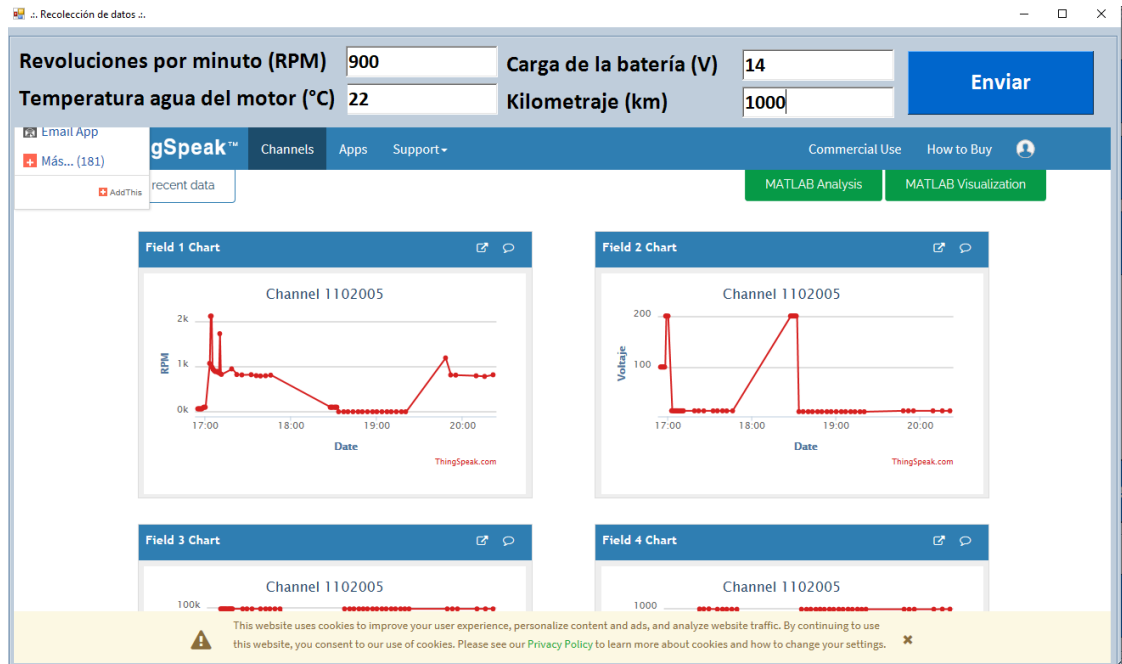 .:. Recolección de datos .:.
Revoluciones por minuto (RPM) 900 Carga de la batería (V) 14
Enviar
Temperatura agua del motor (°C) 22 Kilometraje (km) 1000
Email App
Más... (181)
AddThis
ngSpeak™ Channels Apps Support Commercial Use How to Buy
recent data MATLAB Analysis MATLAB Visualization
Field 1 Chart
Channel 1102005
2k
1k
0k
RPM
17:00 18:00 19:00 20:00
Date
ThingSpeak.com
Field 2 Chart
Channel 1102005
200
100
Voltaje
17:00 18:00 19:00 20:00
Date
ThingSpeak.com
Field 3 Chart
Channel 1102005
100k
Field 4 Chart
Channel 1102005
1000
This website uses cookies to improve your user experience, personalize content and ads, and analyze website traffic. By continuing to use
this website, you consent to our use of cookies. Please see our Privacy Policy to learn more about cookies and how to change your settings.